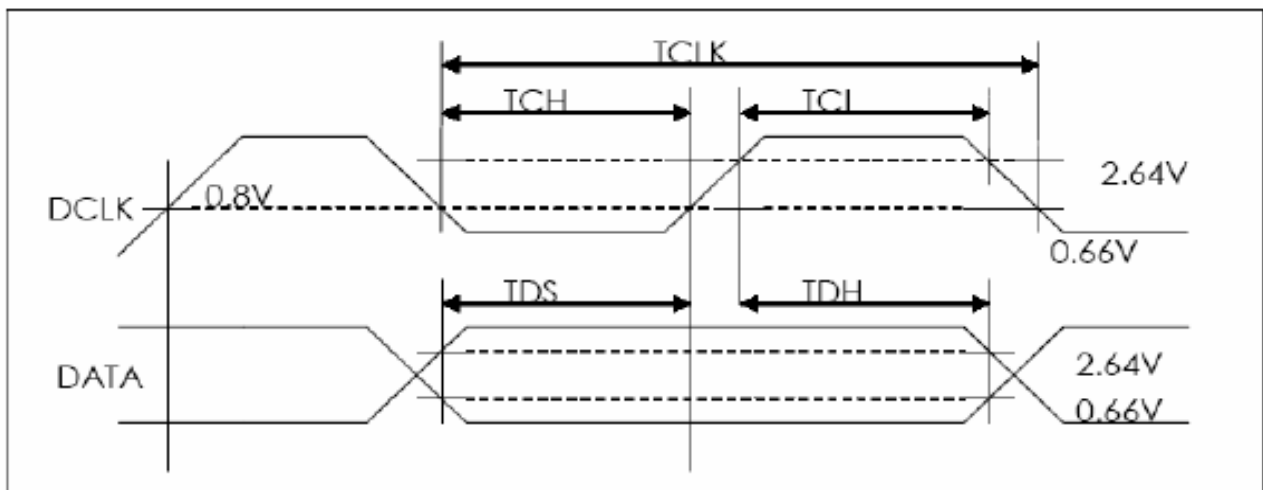 TCLK
TCH TCL
DCLK 0.8V 2.64V
0.66V
TDS TDH
DATA 2.64V
0.66V